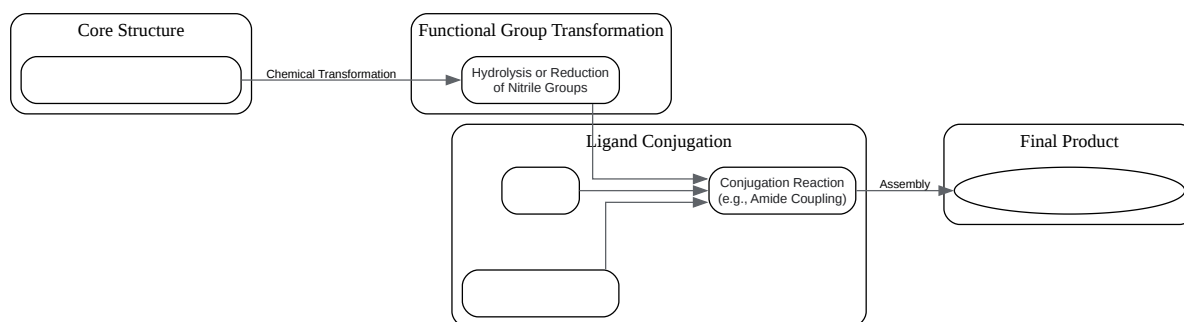 Core Structure
Functional Group Transformation
Chemical Transformation
Hydrolysis or Reduction
of Nitrile Groups
Ligand Conjugation
Final Product
Conjugation Reaction
(e.g., Amide Coupling)
Assembly